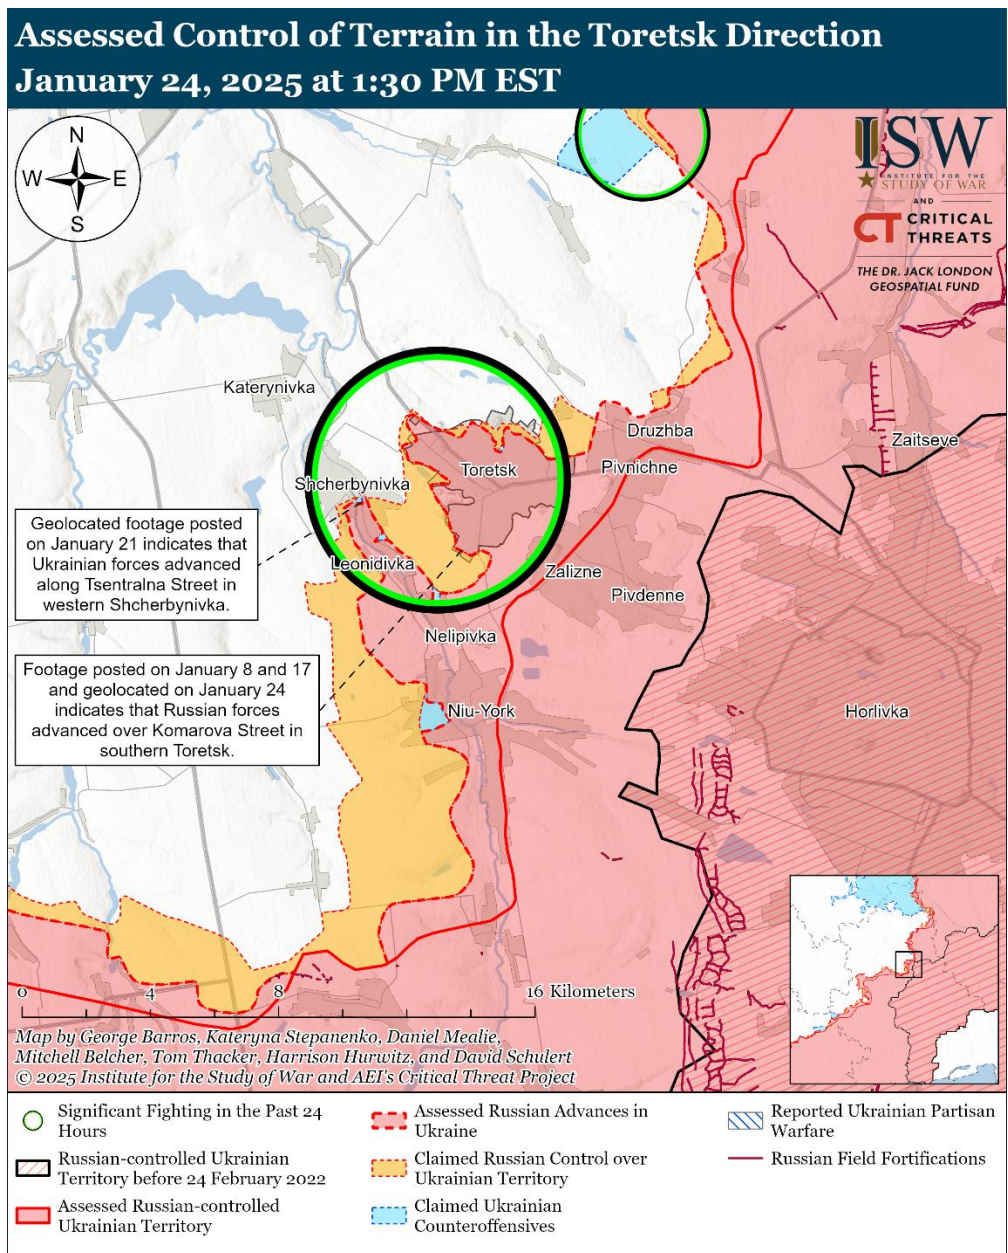 Assessed Control of Terrain in the Toretsk Direction
January 24, 2025 at 1:30 PM EST
N
W
E
S
ISW
INSTITUTE FOR THE
STUDY OF WAR
AND
CT CRITICAL
THREATS
THE DR. JACK LONDON
GEOSPATIAL FUND
Katerynivka
Druzhba
Zaitseve
Toretsk
Pivnichne
Shcherbynivka
Geolocated footage posted
on January 21 indicates that
Ukrainian forces advanced
along Tsentralna Street in
western Shcherbynivka.
Leonidivka
Zalizne
Pivdenne
Nelipivka
Footage posted on January 8 and 17
and geolocated on January 24
indicates that Russian forces
advanced over Komarova Street in
southern Toretsk.
Niu-York
Horlivka
0
4
8
16 Kilometers
Map by George Barros, Kateryna Stepanenko, Daniel Mealie,
Mitchell Belcher, Tom Thacker, Harrison Hurwitz, and David Schulert
© 2025 Institute for the Study of War and AEI's Critical Threat Project
Significant Fighting in the Past 24
Hours
Russian-controlled Ukrainian
Territory before 24 February 2022
Assessed Russian-controlled
Ukrainian Territory
Assessed Russian Advances in
Ukraine
Claimed Russian Control over
Ukrainian Territory
Claimed Ukrainian
Counteroffensives
Reported Ukrainian Partisan
Warfare
Russian Field Fortifications